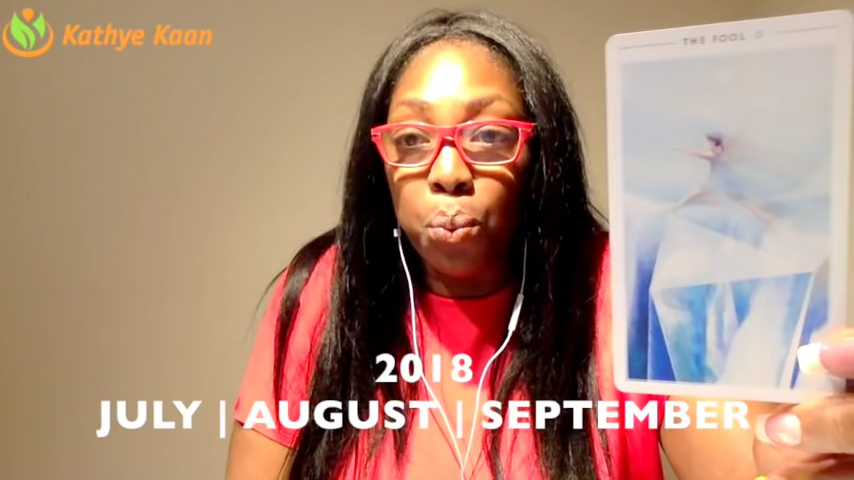 Kathye Kaan
THE FOOL 0
2018
JULY | AUGUST | SEPTEMBER